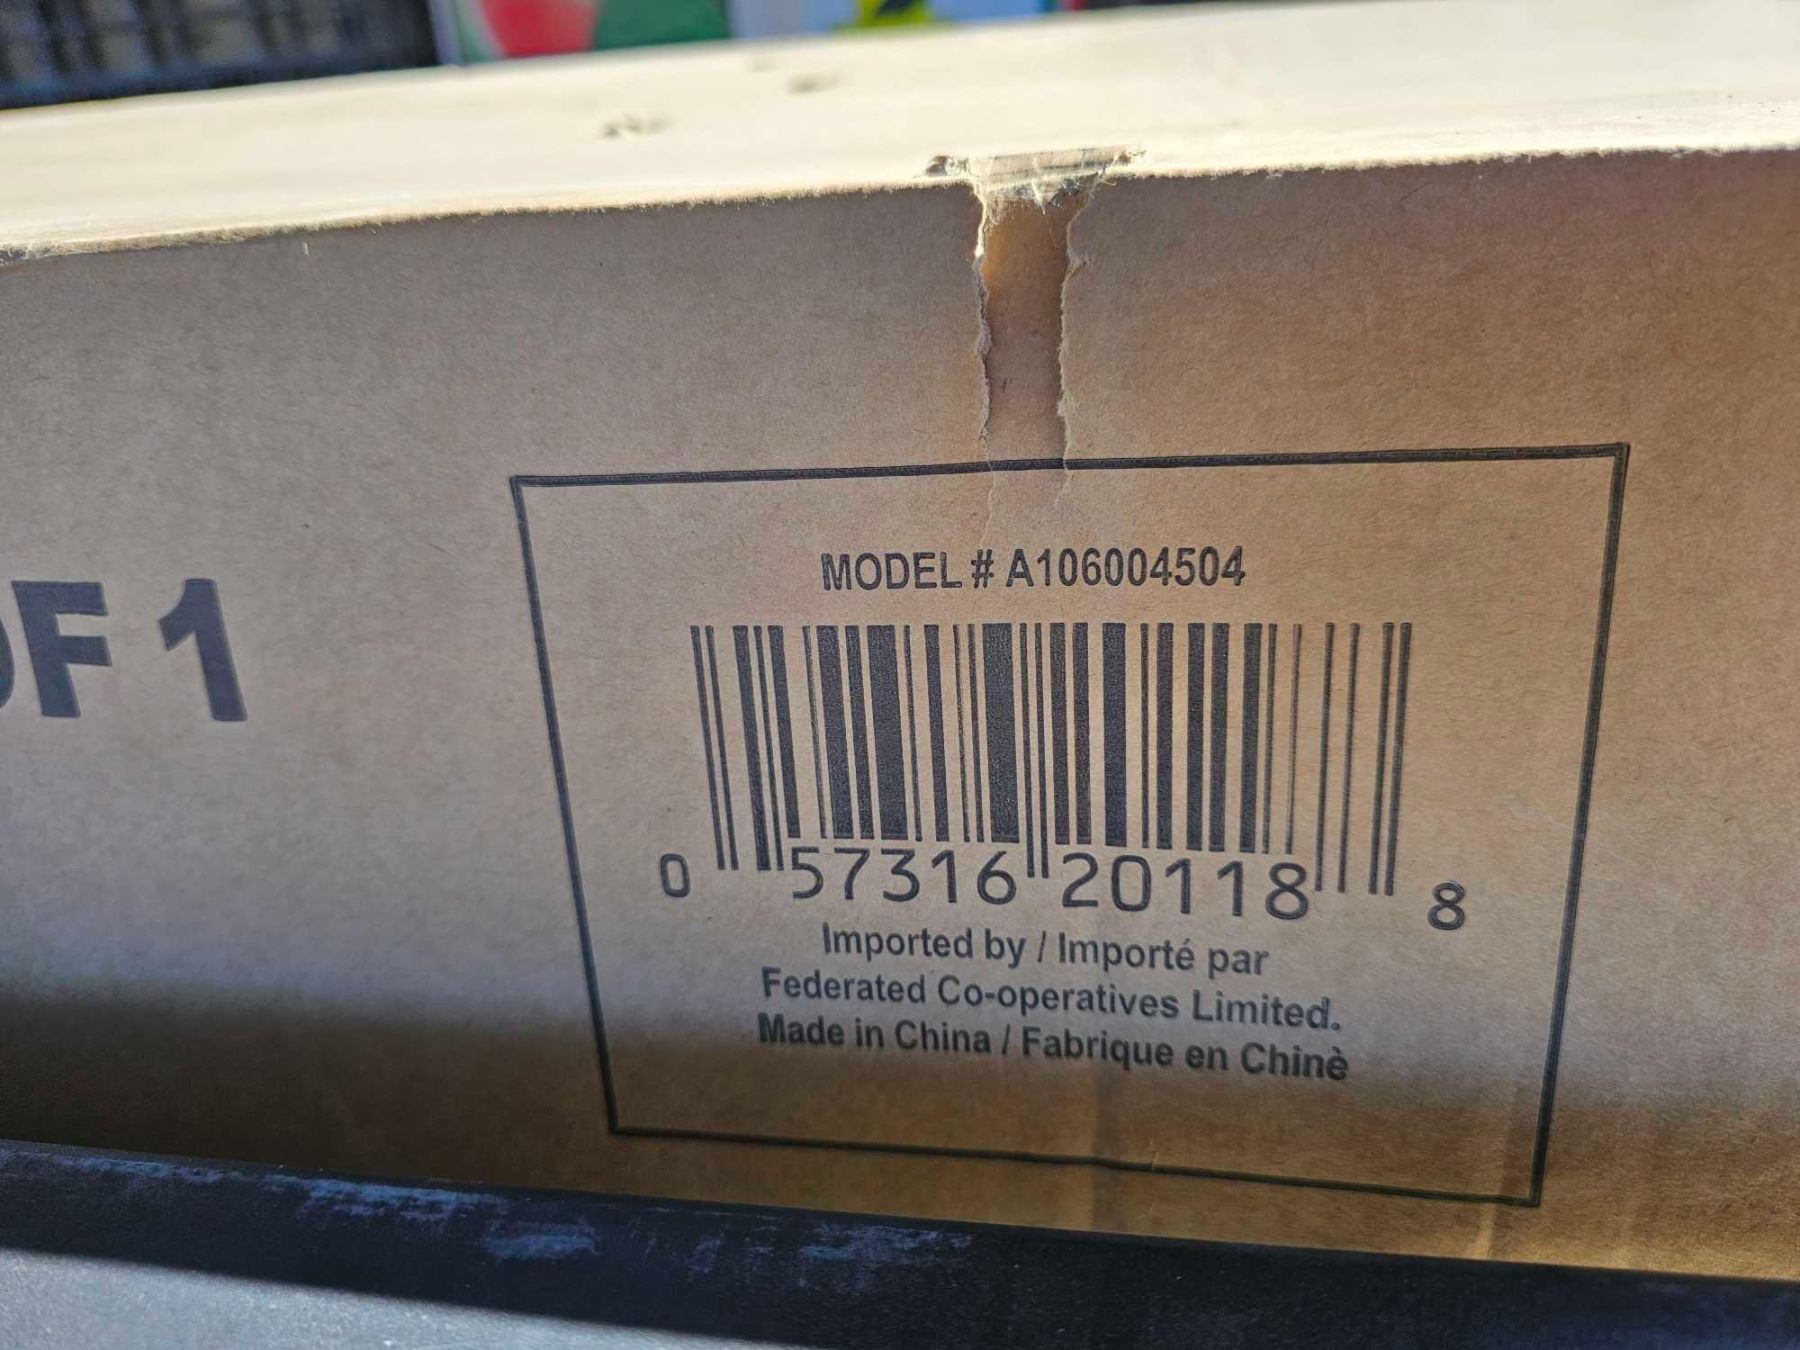 OF 1
MODEL # A106004504
0 57316 20118 8
Imported by / Importé par
Federated Co-operatives Limited.
Made in China / Fabrique en Chinè